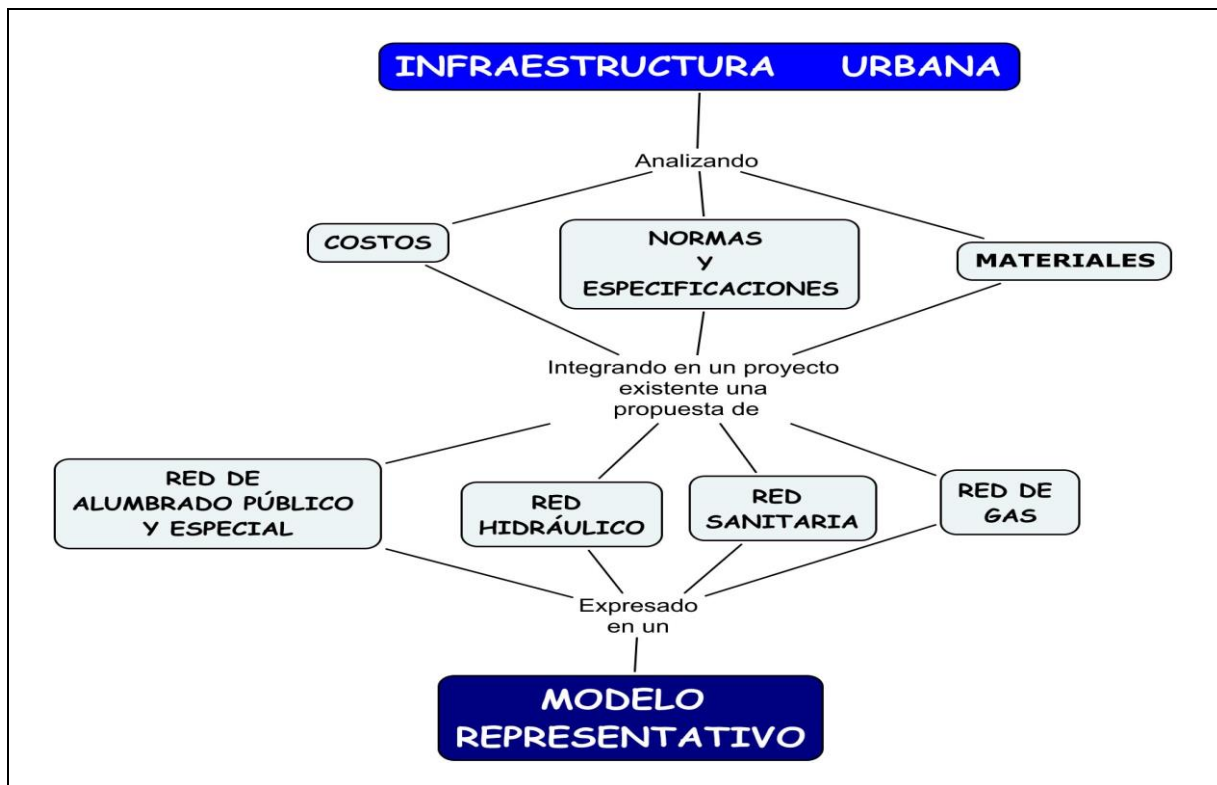 INFRAESTRUCTURA URBANA
Analizando
COSTOS
NORMAS
Y
ESPECIFICACIONES
MATERIALES
Integrando en un proyecto
existente una
propuesta de
RED DE
ALUMBRADO PÚBLICO
Y ESPECIAL
RED
HIDRÁULICO
RED
SANITARIA
RED DE
GAS
Expresado
en un
MODELO
REPRESENTATIVO